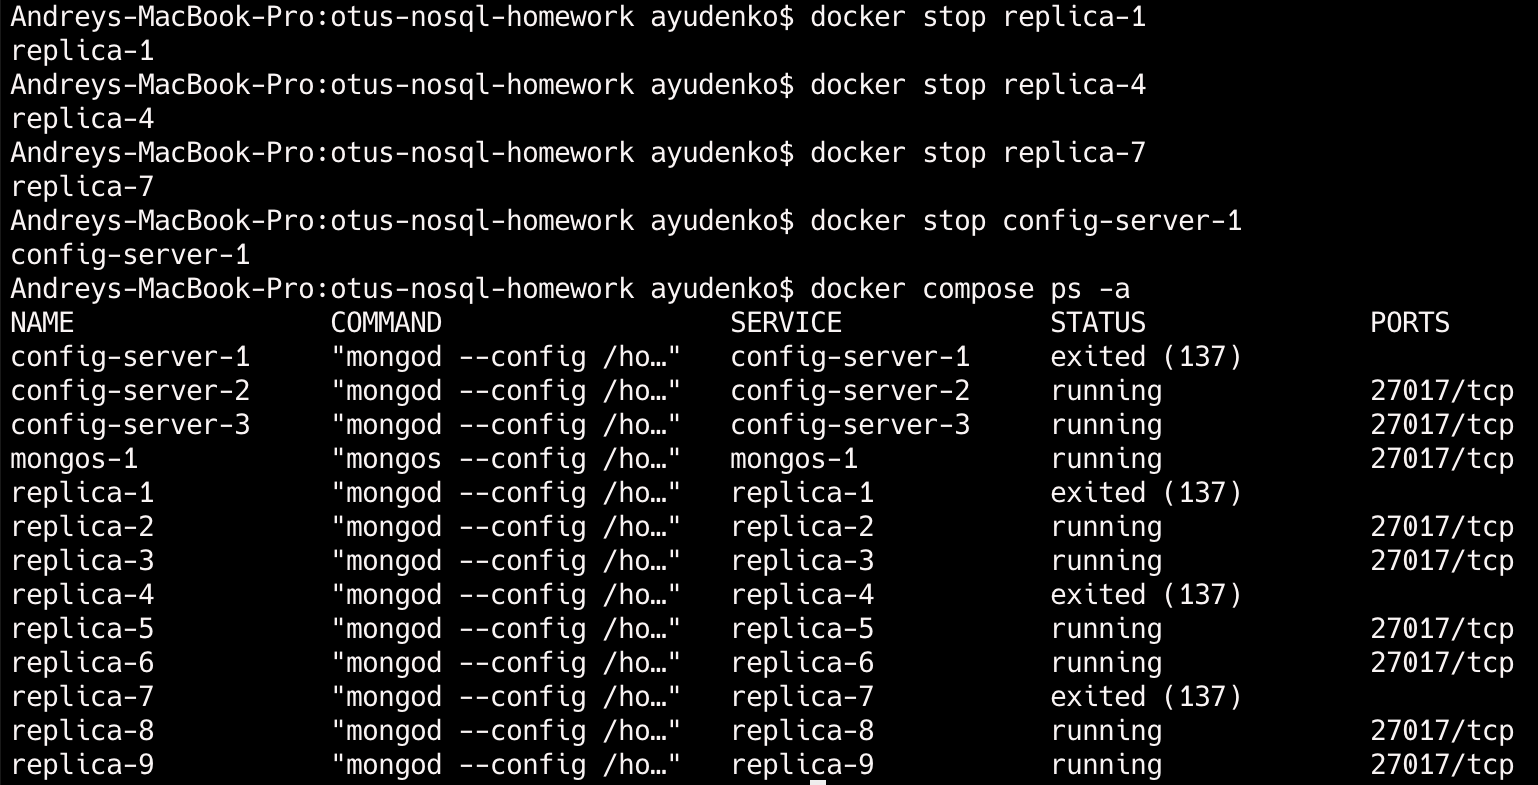 Andreys-MacBook-Pro:otus-nosql-homework ayudenko$ docker stop replica-1
replica-1
Andreys-MacBook-Pro:otus-nosql-homework ayudenko$ docker stop replica-4
replica-4
Andreys-MacBook-Pro:otus-nosql-homework ayudenko$ docker stop replica-7
replica-7
Andreys-MacBook-Pro:otus-nosql-homework ayudenko$ docker stop config-server-1
config-server-1
Andreys-MacBook-Pro:otus-nosql-homework ayudenko$ docker compose ps -a
NAME                COMMAND                  SERVICE             STATUS              PORTS
config-server-1     "mongod --config /ho…"   config-server-1     exited (137)
config-server-2     "mongod --config /ho…"   config-server-2     running             27017/tcp
config-server-3     "mongod --config /ho…"   config-server-3     running             27017/tcp
mongos-1            "mongos --config /ho…"   mongos-1            running             27017/tcp
replica-1           "mongod --config /ho…"   replica-1           exited (137)
replica-2           "mongod --config /ho…"   replica-2           running             27017/tcp
replica-3           "mongod --config /ho…"   replica-3           running             27017/tcp
replica-4           "mongod --config /ho…"   replica-4           exited (137)
replica-5           "mongod --config /ho…"   replica-5           running             27017/tcp
replica-6           "mongod --config /ho…"   replica-6           running             27017/tcp
replica-7           "mongod --config /ho…"   replica-7           exited (137)
replica-8           "mongod --config /ho…"   replica-8           running             27017/tcp
replica-9           "mongod --config /ho…"   replica-9           running             27017/tcp